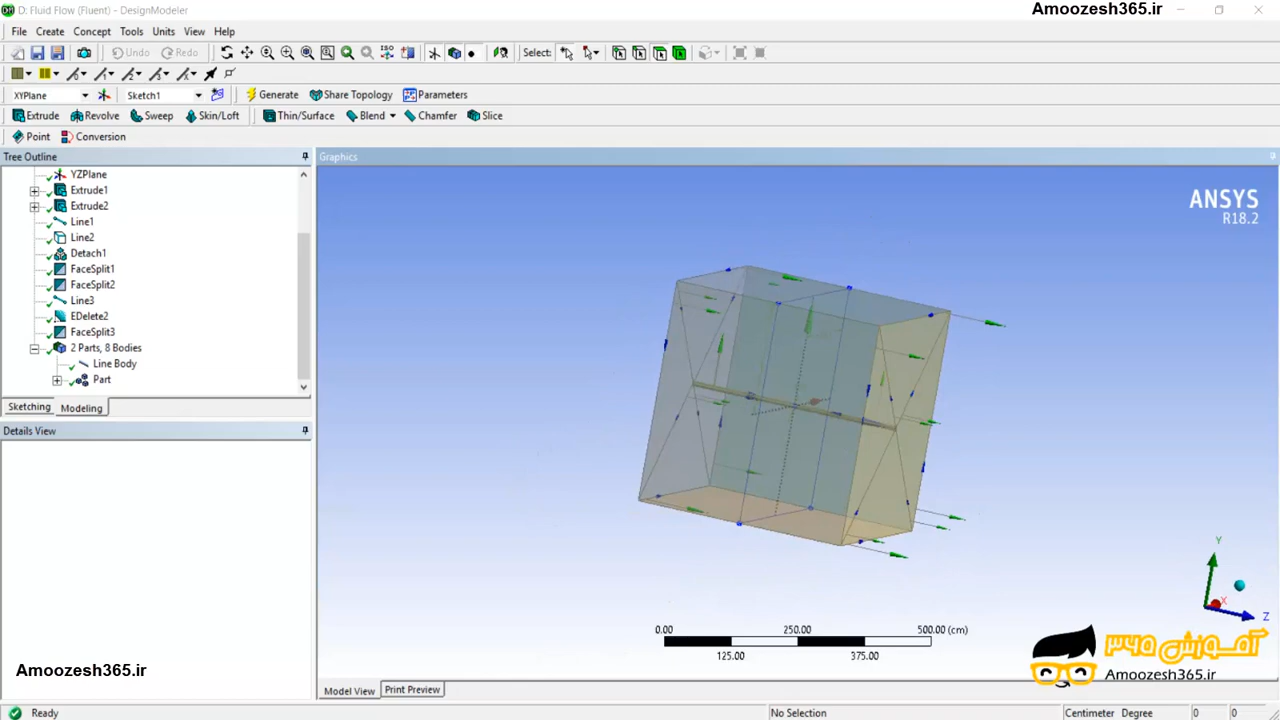 D: Fluid Flow (Fluent) - DesignModeler
Amoozesh365.ir
File Create Concept Tools Units View Help
Undo Redo ISO Select:
XYPlane Sketch1 Generate Share Topology Parameters
Extrude Revolve Sweep Skin/Loft Thin/Surface Blend Chamfer Slice
Point Conversion
Tree Outline
YZPlane
Extrude1
Extrude2
Line1
Line2
Detach1
FaceSplit1
FaceSplit2
Line3
EDelete2
FaceSplit3
2 Parts, 8 Bodies
Line Body
Part
Sketching Modeling
Details View
Graphics
ANSYS
R18.2
Y
X
Z
0.00 250.00 500.00 (cm)
125.00 375.00
آموزش ۳۶۵
Amoozesh365.ir
Amoozesh365.ir
Model View Print Preview
Ready No Selection Centimeter Degree 0 0